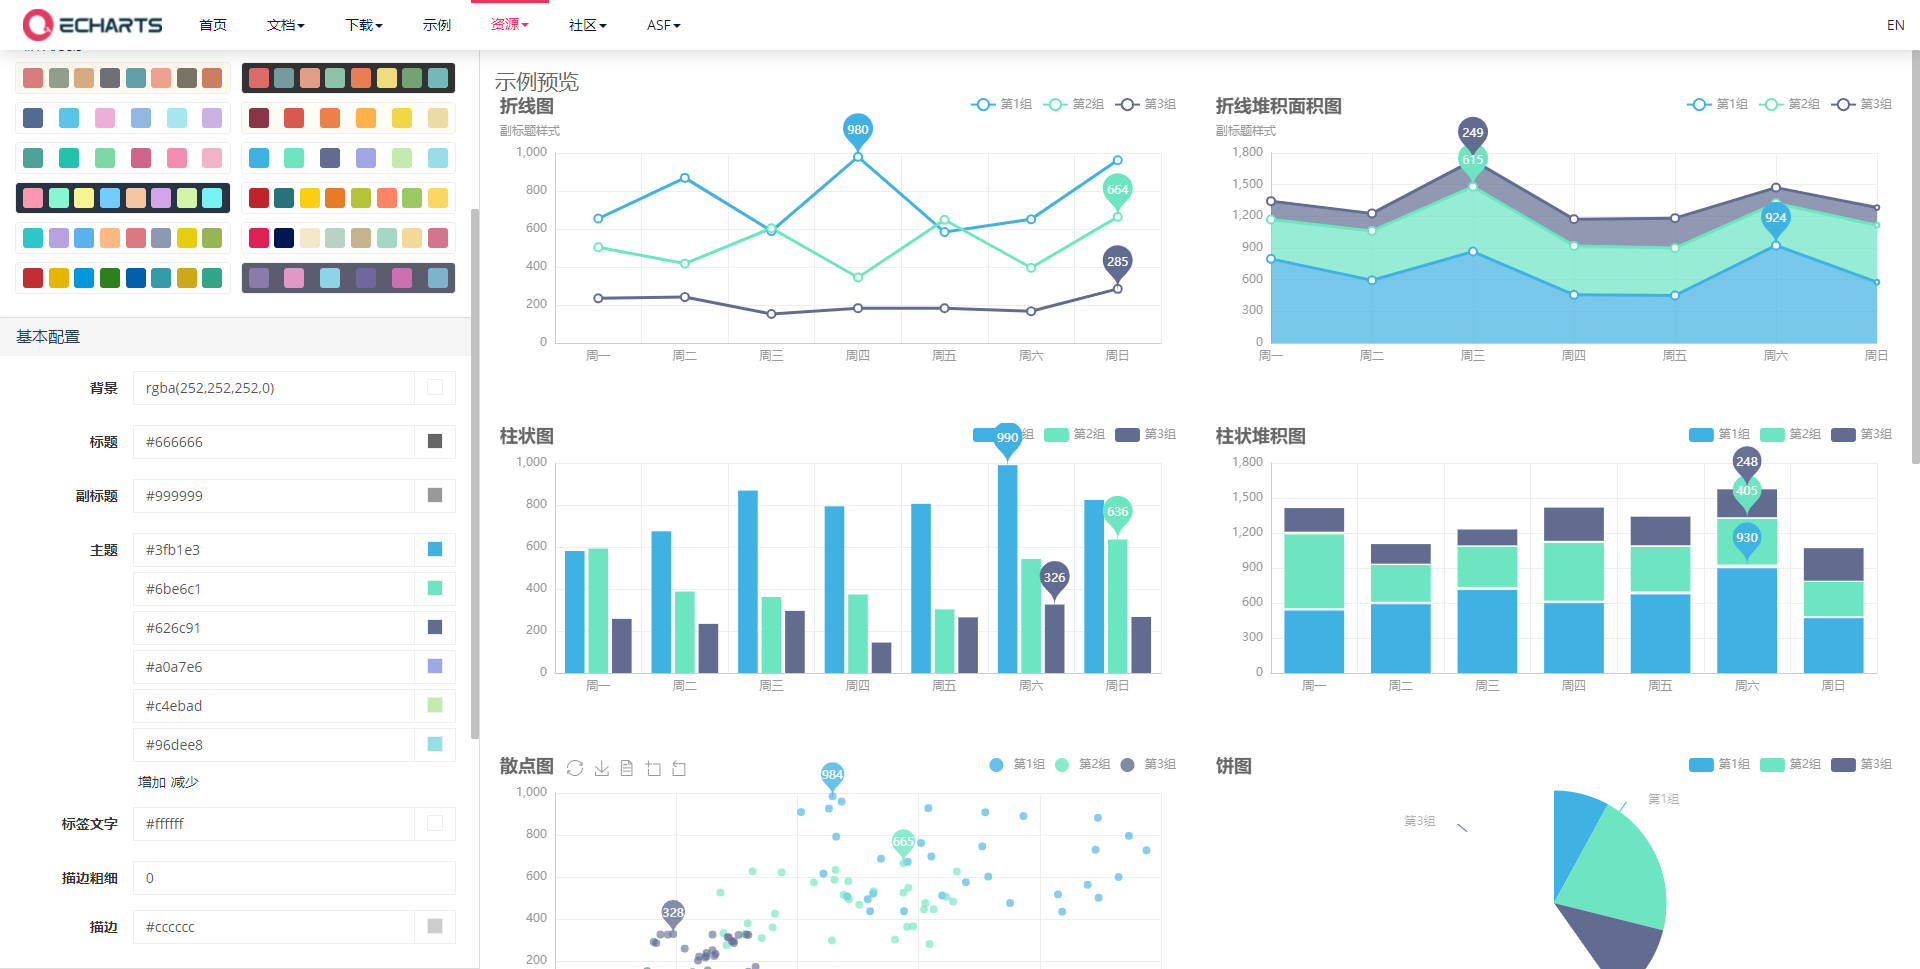 ECHARTS 首页 文档 下载 示例 资源 社区 ASF EN
基本配置
背景 rgba(252,252,252,0)
标题 #666666
副标题 #999999
主题 #3fb1e3
#6be6c1
#626c91
#a0a7e6
#c4ebad
#96dee8
增加 减少
标签文字 #ffffff
描边粗细 0
描边 #cccccc
示例预览
折线图 第1组 第2组 第3组
副标题样式
980
664
285
1,000
800
600
400
200
0
周一 周二 周三 周四 周五 周六 周日
折线堆积面积图 第1组 第2组 第3组
副标题样式
249
615
924
1,800
1,500
1,200
900
600
300
0
周一 周二 周三 周四 周五 周六 周日
柱状图 组 第2组 第3组
990
636
326
1,000
800
600
400
200
0
周一 周二 周三 周四 周五 周六 周日
柱状堆积图 第1组 第2组 第3组
248
405
930
1,800
1,500
1,200
900
600
300
0
周一 周二 周三 周四 周五 周六 周日
散点图 第1组 第2组 第3组
984
665
328
1,000
800
600
400
200
饼图 第1组 第2组 第3组
第1组
第3组